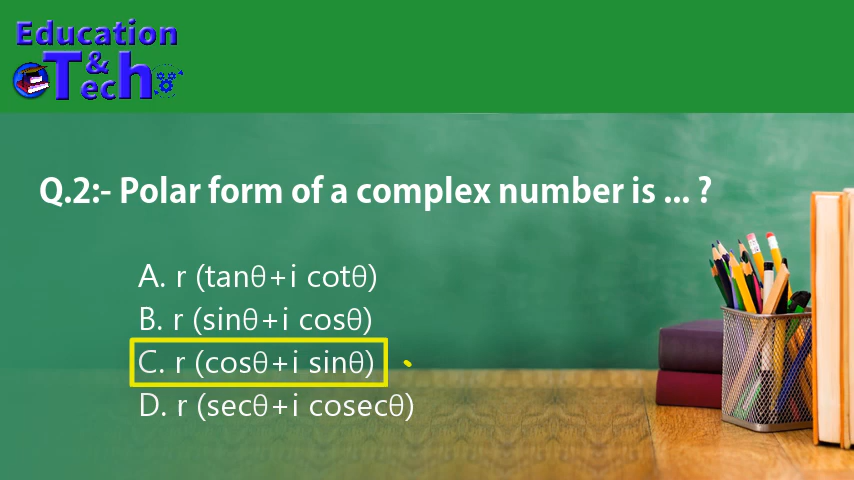 Education
&
Tech
Q.2:- Polar form of a complex number is ... ?
A. r (tanθ+i cotθ)
B. r (sinθ+i cosθ)
C. r (cosθ+i sinθ)
D. r (secθ+i cosecθ)